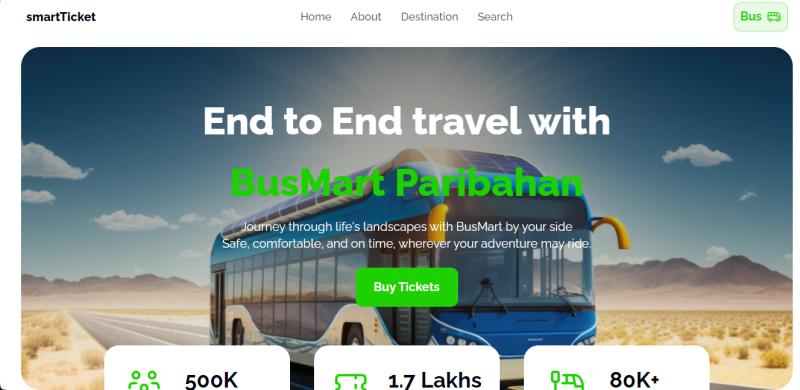 smartTicket
Home About Destination Search
Bus
End to End travel with
BusMart Paribahan
Journey through life's landscapes with BusMart by your side
Safe, comfortable, and on time, wherever your adventure may ride.
Buy Tickets
500K
1.7 Lakhs
80K+